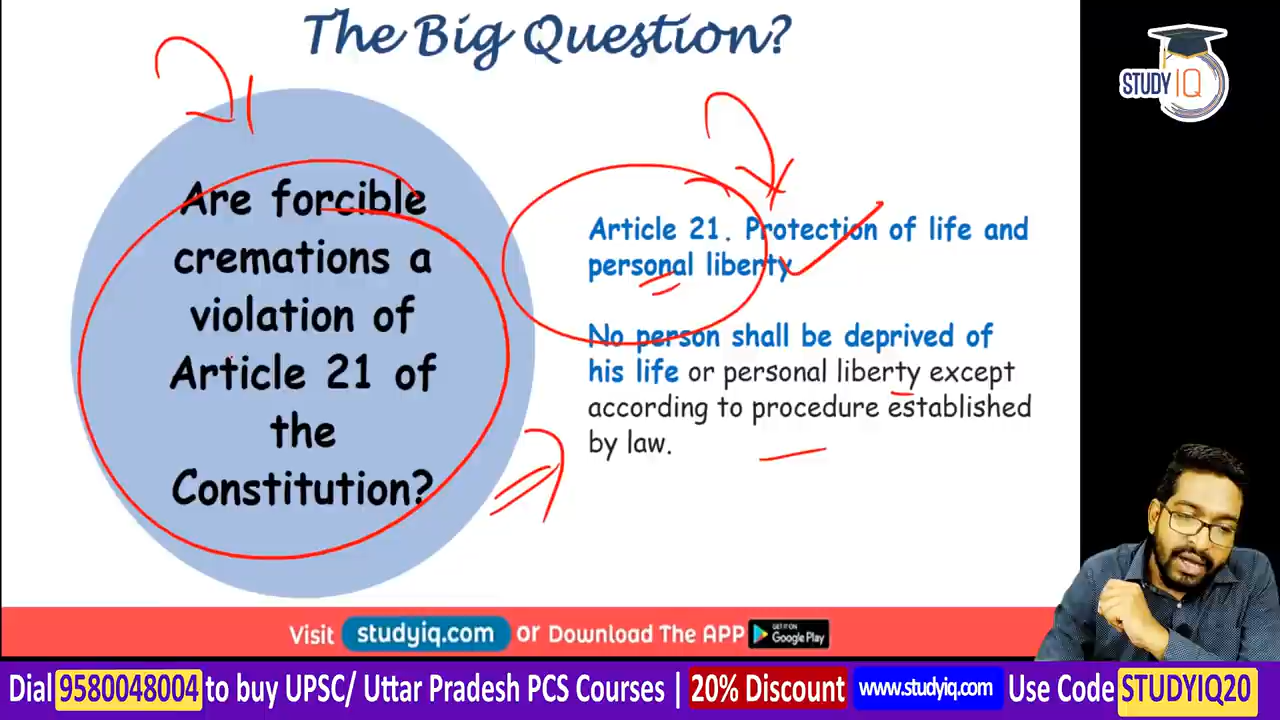 The Big Question?
STUDY IQ
21
Are forcible
cremations a
violation of
Article 21 of
the
Constitution?
Article 21. Protection of life and
personal liberty
No person shall be deprived of
his life or personal liberty except
according to procedure established
by law.
Visit studyiq.com or Download The APP GET IT ON Google Play
Dial 9580048004 to buy UPSC/ Uttar Pradesh PCS Courses | 20% Discount www.studyiq.com Use Code STUDYIQ20